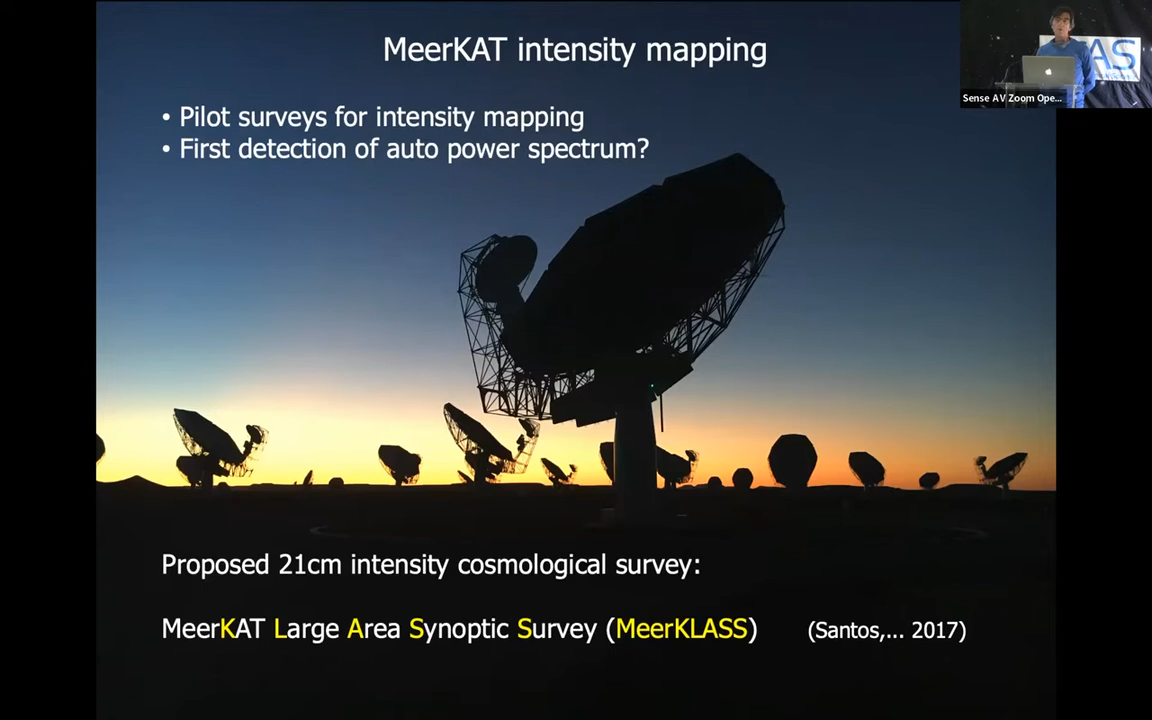 MeerKAT intensity mapping
• Pilot surveys for intensity mapping
• First detection of auto power spectrum?
Proposed 21cm intensity cosmological survey:
MeerKAT Large Area Synoptic Survey (MeerKLASS) (Santos,... 2017)
AS
Sense AV Zoom Ope...